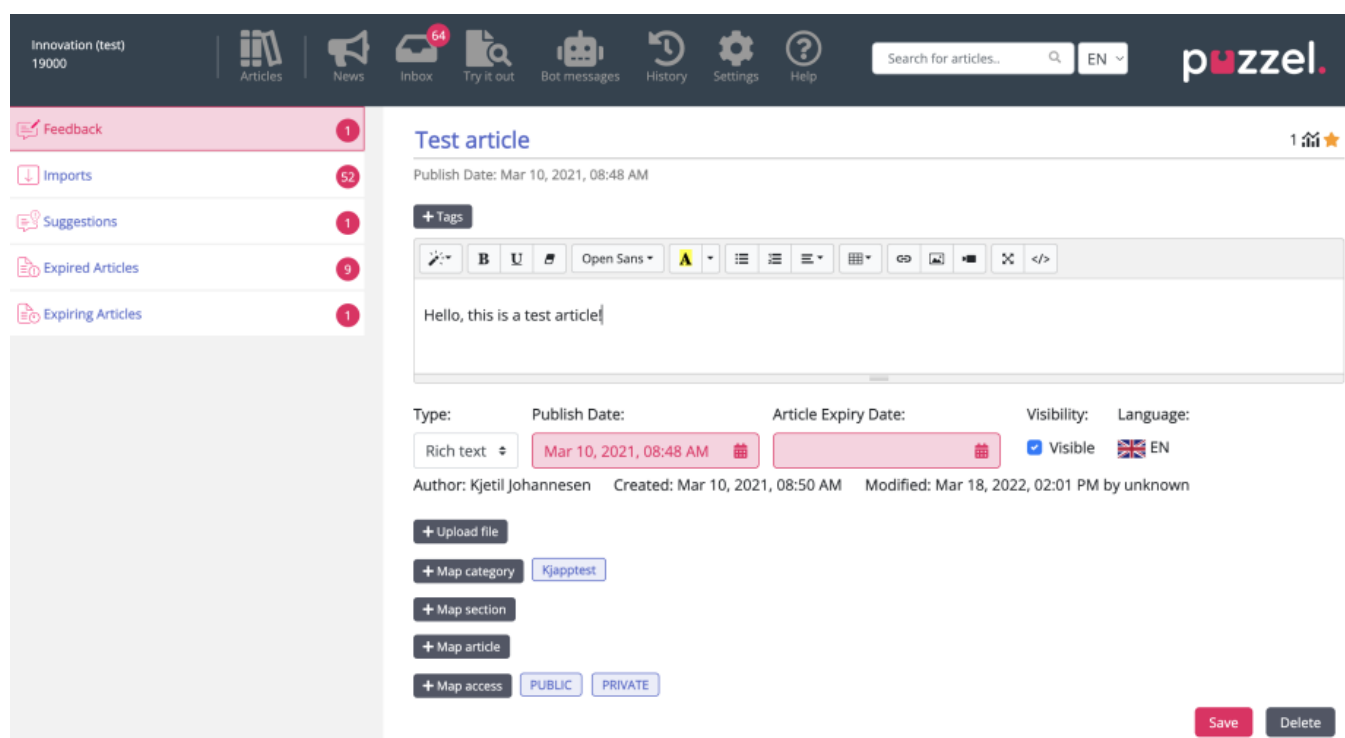 Innovation (test)
19000
Articles
News
64
Inbox
Try it out
Bot messages
History
Settings
Help
Search for articles..
EN
puzzel.
Feedback 1
Imports 52
Suggestions 1
Expired Articles 9
Expiring Articles 1
Test article
1
Publish Date: Mar 10, 2021, 08:48 AM
+ Tags
B U Open Sans A </>
Hello, this is a test article!
Type: Publish Date: Article Expiry Date: Visibility: Language:
Rich text Mar 10, 2021, 08:48 AM Visible EN
Author: Kjetil Johannesen Created: Mar 10, 2021, 08:50 AM Modified: Mar 18, 2022, 02:01 PM by unknown
+ Upload file
+ Map category Kjapptest
+ Map section
+ Map article
+ Map access PUBLIC PRIVATE
Save Delete